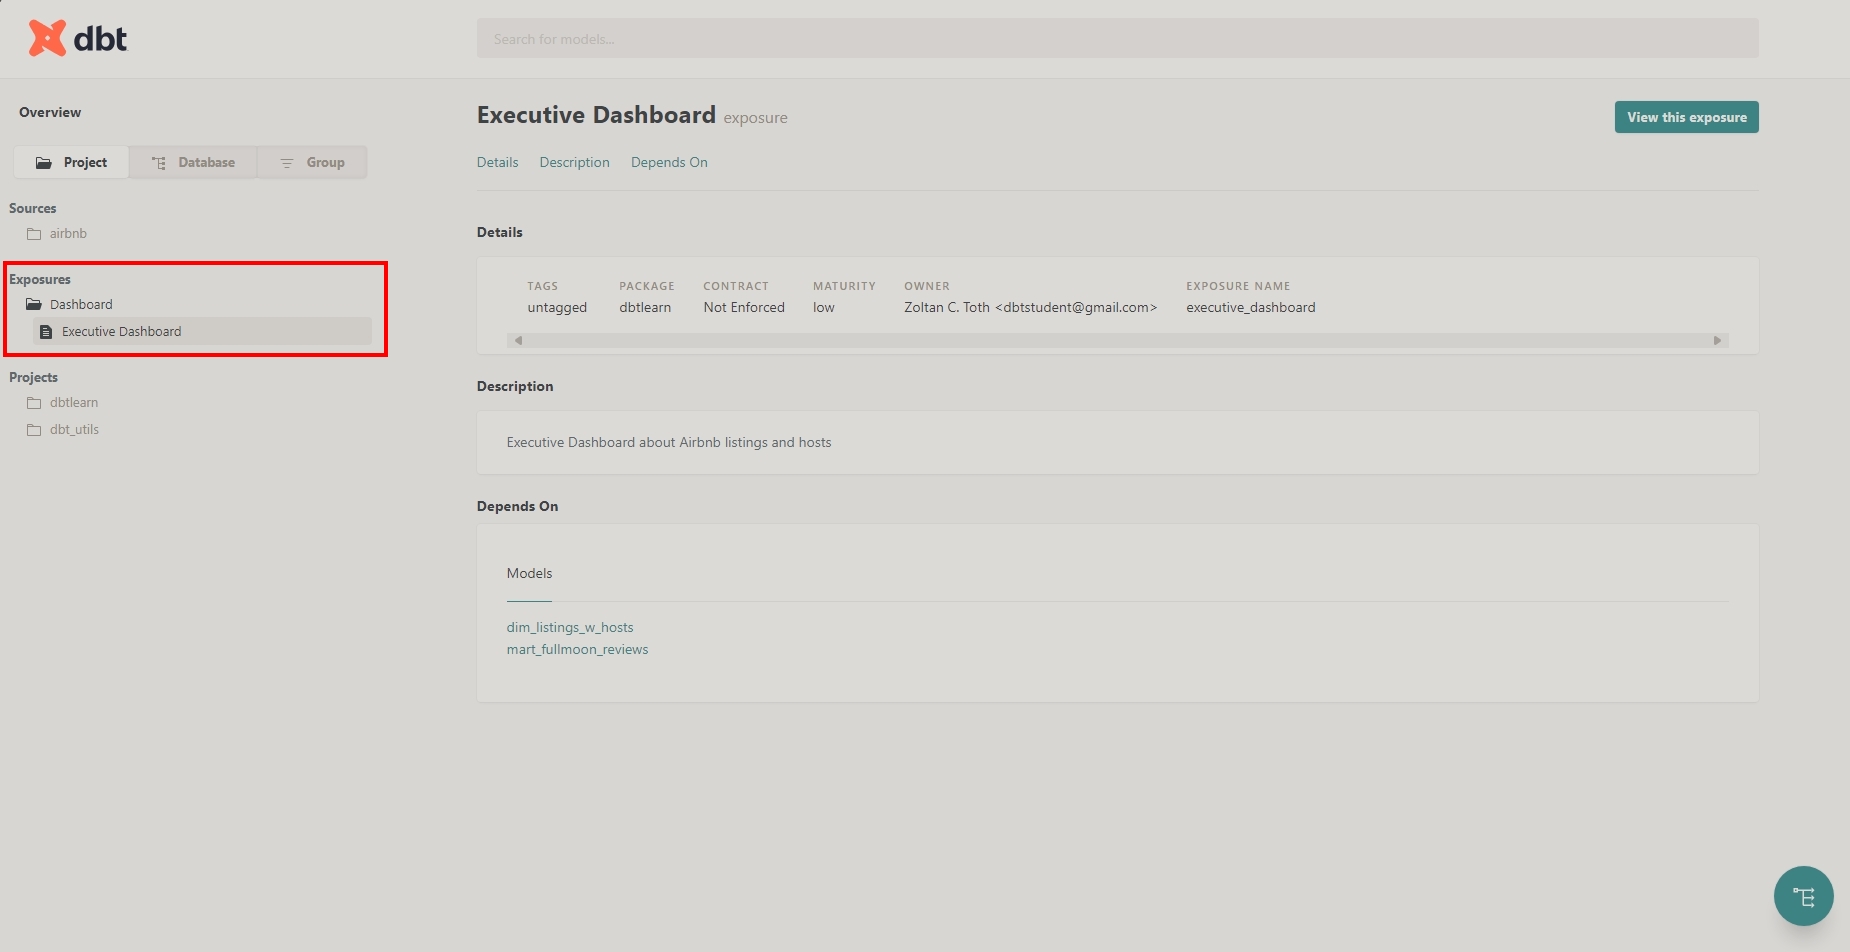 dbt
Search for models...
Overview
Project Database Group
Sources
airbnb
Exposures
Dashboard
Executive Dashboard
Projects
dbtlearn
dbt_utils
Executive Dashboard exposure
View this exposure
Details Description Depends On
Details
TAGS PACKAGE CONTRACT MATURITY OWNER EXPOSURE NAME
untagged dbtlearn Not Enforced low Zoltan C. Toth <dbtstudent@gmail.com> executive_dashboard
Description
Executive Dashboard about Airbnb listings and hosts
Depends On
Models
dim_listings_w_hosts
mart_fullmoon_reviews